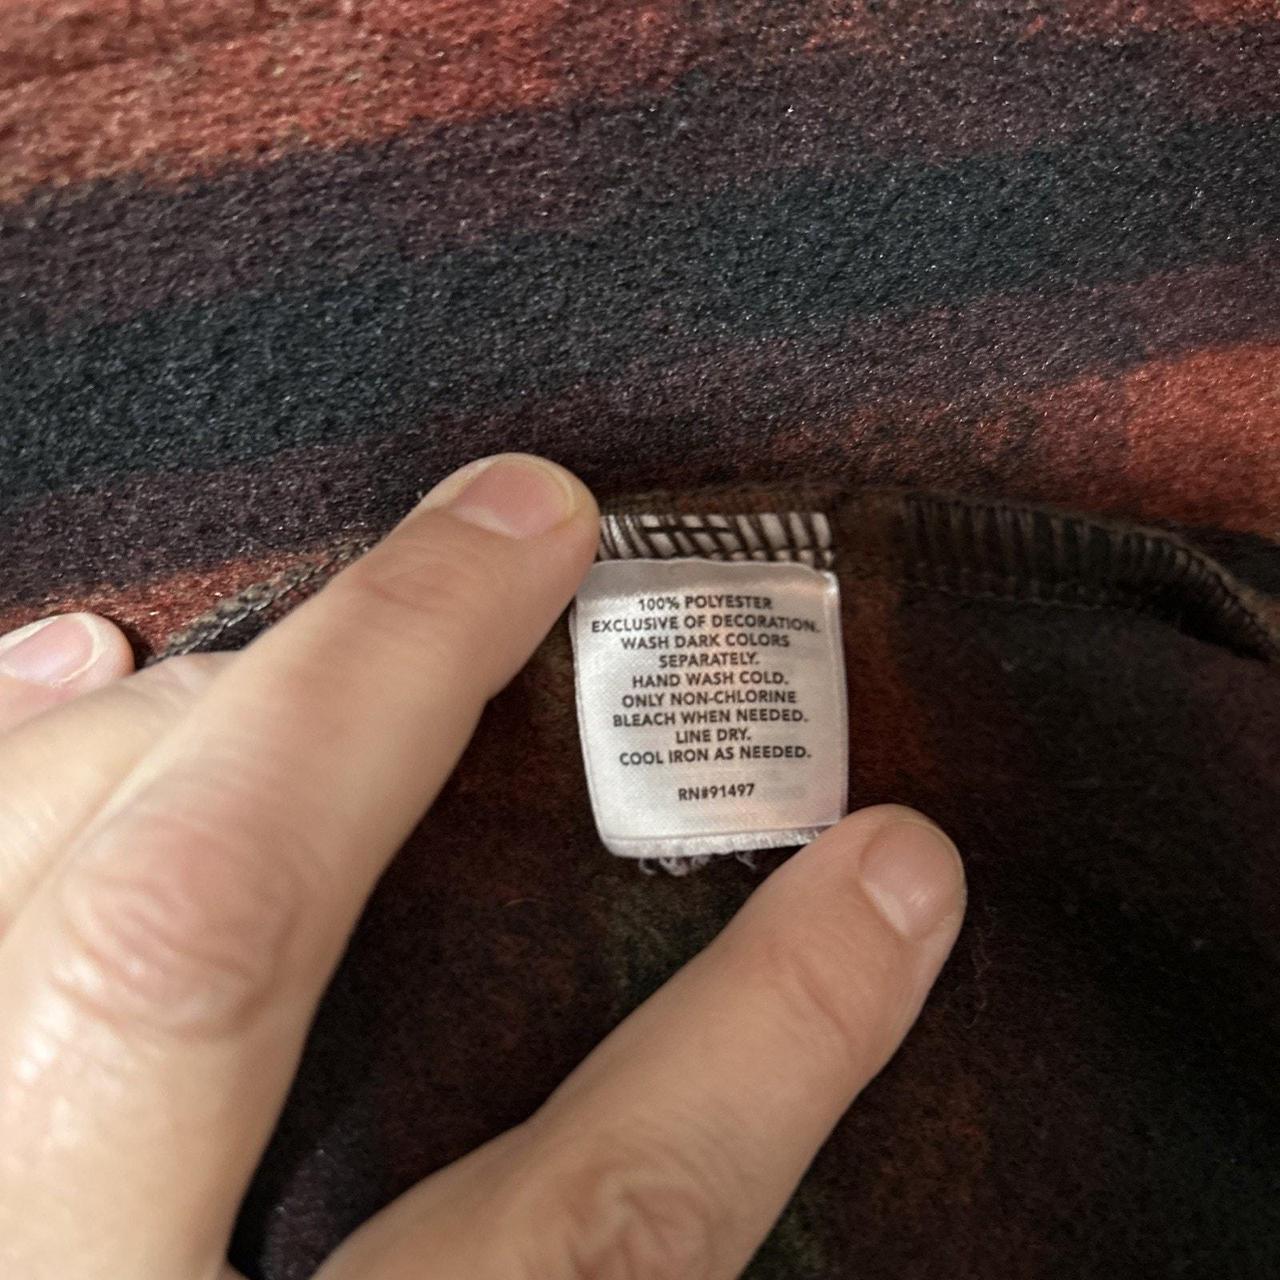 100% POLYESTER
EXCLUSIVE OF DECORATION.
WASH DARK COLORS
SEPARATELY.
HAND WASH COLD.
ONLY NON-CHLORINE
BLEACH WHEN NEEDED.
LINE DRY.
COOL IRON AS NEEDED.
RN#91497